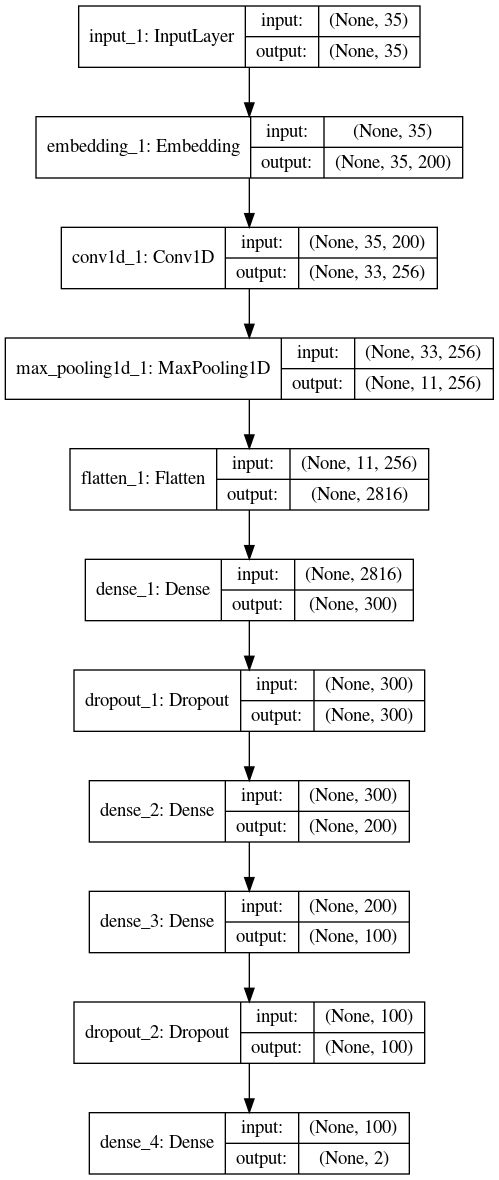 input_1: InputLayer
input: (None, 35)
output: (None, 35)
embedding_1: Embedding
input: (None, 35)
output: (None, 35, 200)
conv1d_1: Conv1D
input: (None, 35, 200)
output: (None, 33, 256)
max_pooling1d_1: MaxPooling1D
input: (None, 33, 256)
output: (None, 11, 256)
flatten_1: Flatten
input: (None, 11, 256)
output: (None, 2816)
dense_1: Dense
input: (None, 2816)
output: (None, 300)
dropout_1: Dropout
input: (None, 300)
output: (None, 300)
dense_2: Dense
input: (None, 300)
output: (None, 200)
dense_3: Dense
input: (None, 200)
output: (None, 100)
dropout_2: Dropout
input: (None, 100)
output: (None, 100)
dense_4: Dense
input: (None, 100)
output: (None, 2)